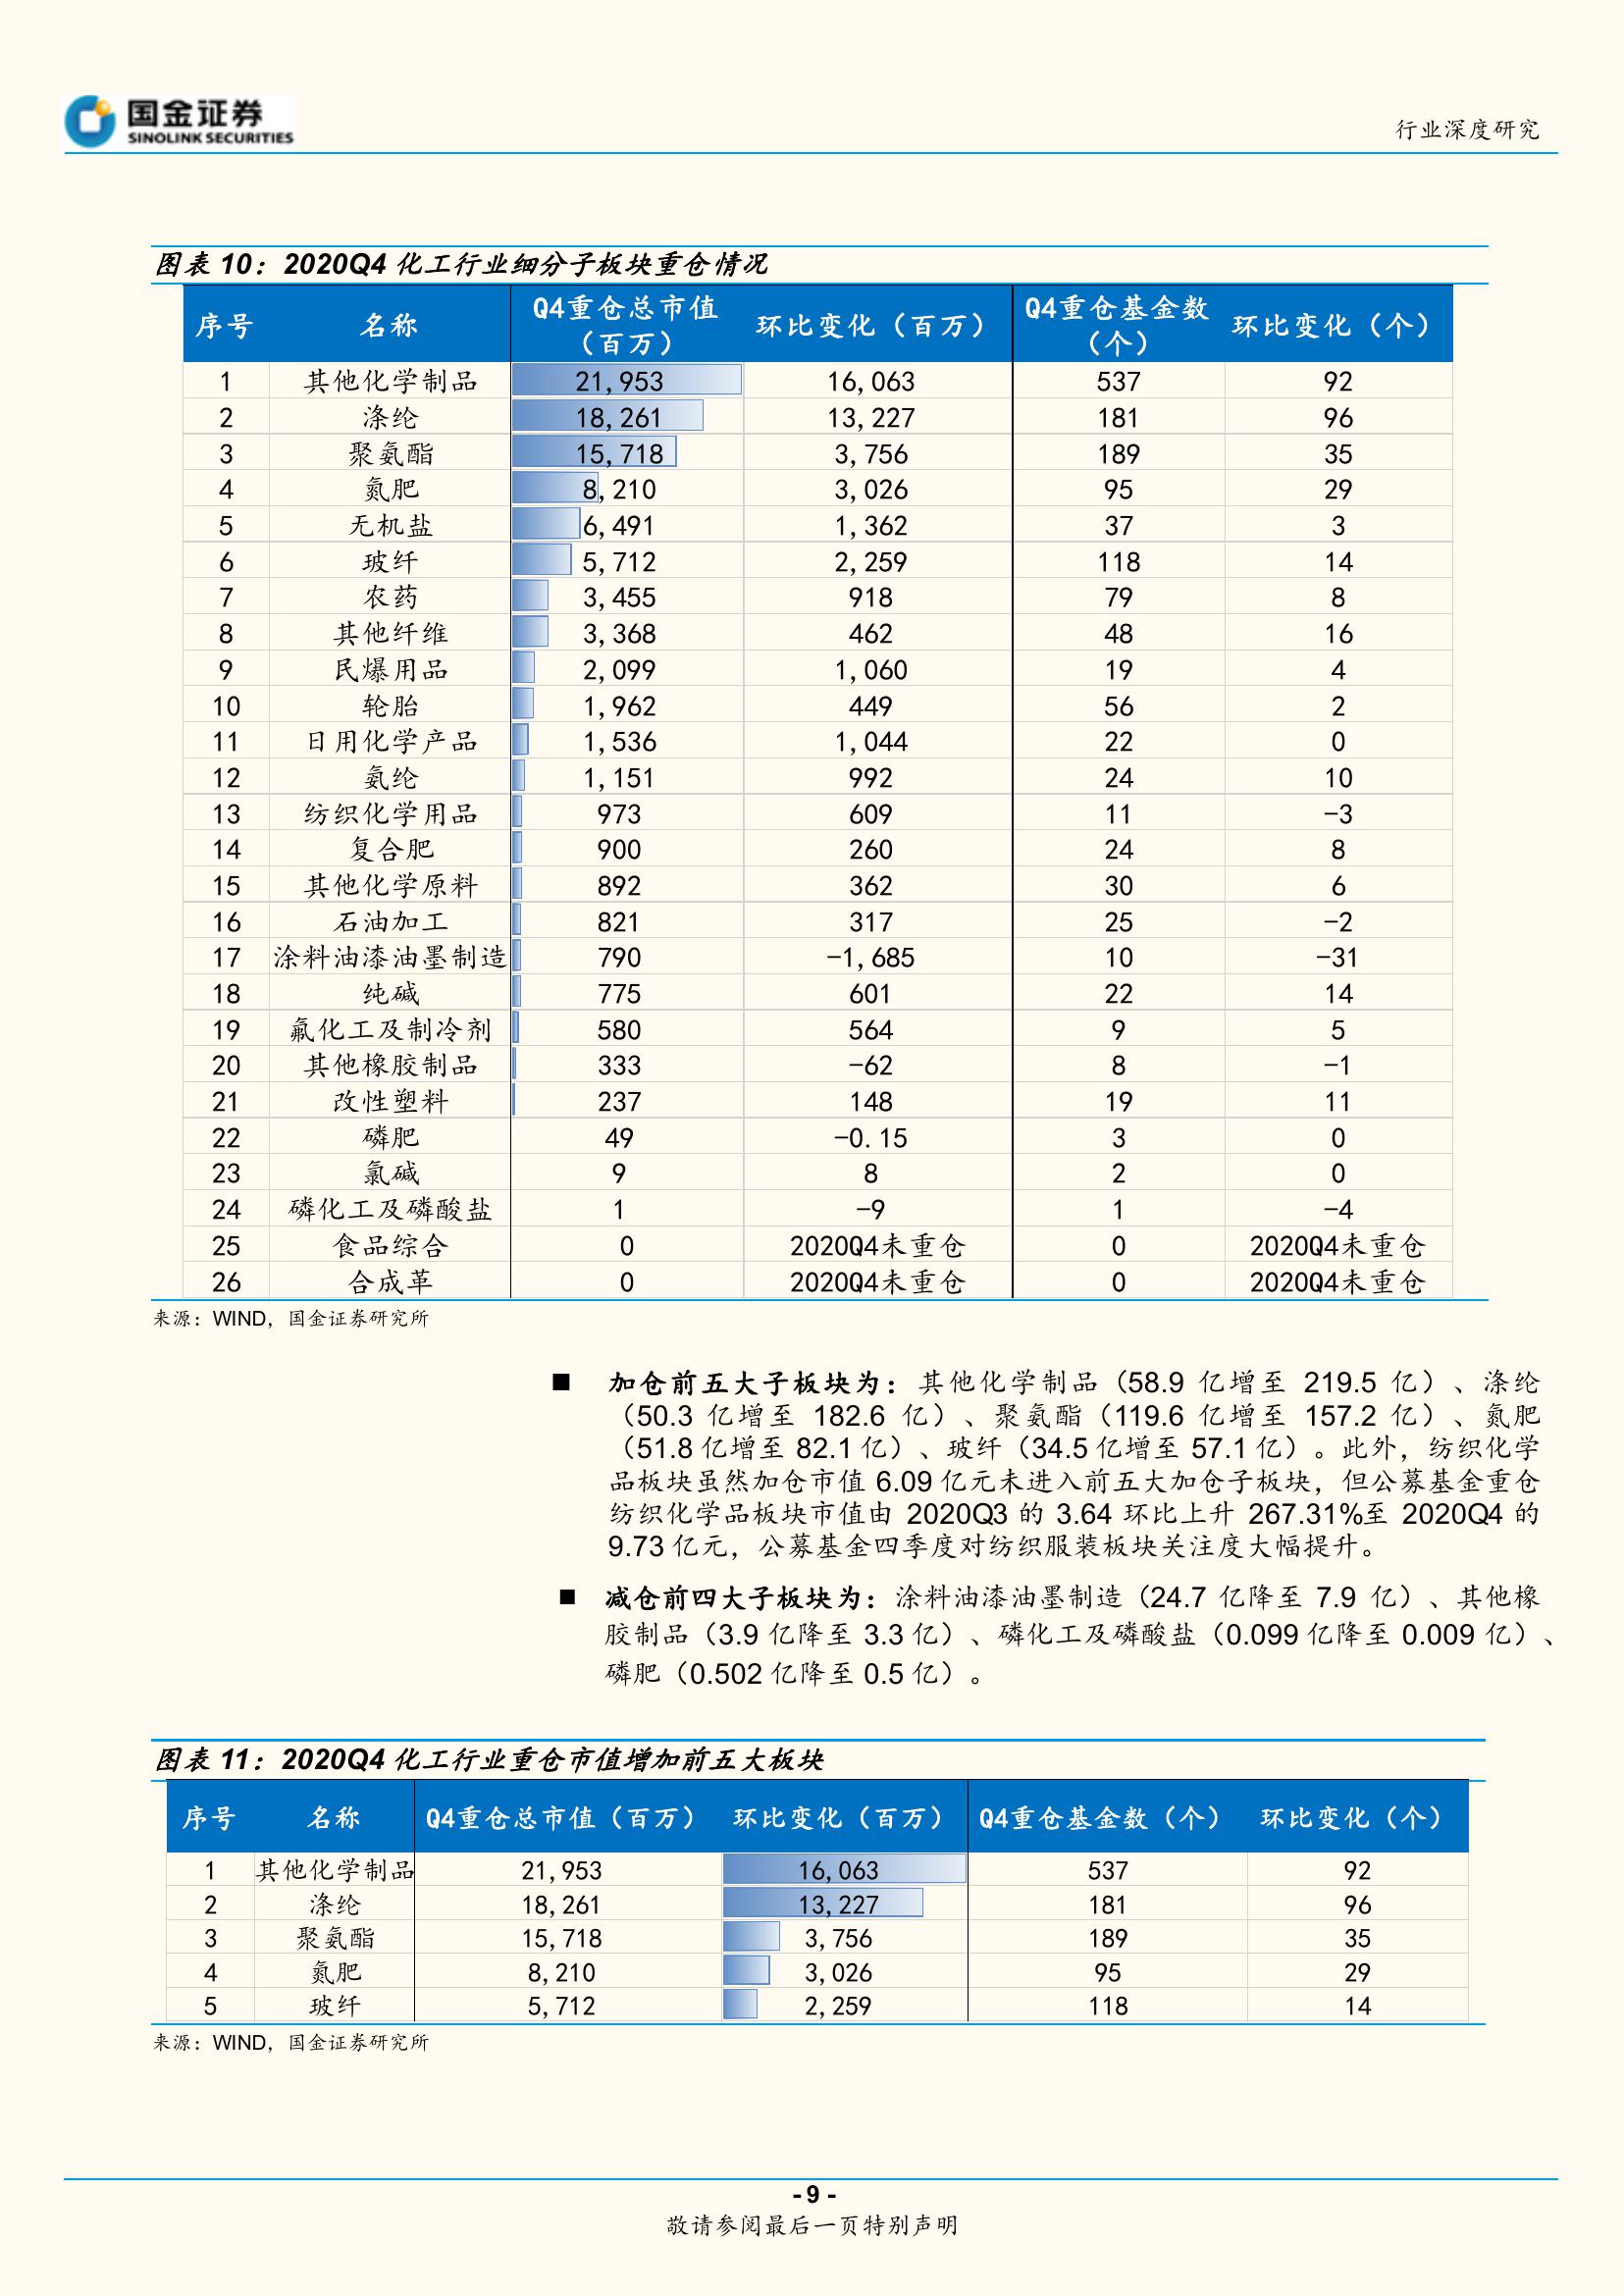 国金证券
SINOLINK SECURITIES
行业深度研究
图表 10：2020Q4 化工行业细分子板块重仓情况
序号 名称 Q4重仓总市值（百万） 环比变化（百万） Q4重仓基金数（个） 环比变化（个）
1 其他化学制品 21,953 16,063 537 92
2 涤纶 18,261 13,227 181 96
3 聚氨酯 15,718 3,756 189 35
4 氮肥 8,210 3,026 95 29
5 无机盐 6,491 1,362 37 3
6 玻纤 5,712 2,259 118 14
7 农药 3,455 918 79 8
8 其他纤维 3,368 462 48 16
9 民爆用品 2,099 1,060 19 4
10 轮胎 1,962 449 56 2
11 日用化学产品 1,536 1,044 22 0
12 氨纶 1,151 992 24 10
13 纺织化学用品 973 609 11 -3
14 复合肥 900 260 24 8
15 其他化学原料 892 362 30 6
16 石油加工 821 317 25 -2
17 涂料油漆油墨制造 790 -1,685 10 -31
18 纯碱 775 601 22 14
19 氟化工及制冷剂 580 564 9 5
20 其他橡胶制品 333 -62 8 -1
21 改性塑料 237 148 19 11
22 磷肥 49 -0.15 3 0
23 氯碱 9 8 2 0
24 磷化工及磷酸盐 1 -9 1 -4
25 食品综合 0 2020Q4未重仓 0 2020Q4未重仓
26 合成革 0 2020Q4未重仓 0 2020Q4未重仓
来源：WIND，国金证券研究所
■ 加仓前五大子板块为：其他化学制品（58.9 亿增至 219.5 亿）、涤纶
（50.3 亿增至 182.6 亿）、聚氨酯（119.6 亿增至 157.2 亿）、氮肥
（51.8 亿增至 82.1 亿）、玻纤（34.5 亿增至 57.1 亿）。此外，纺织化学
品板块虽然加仓市值 6.09 亿元未进入前五大加仓子板块，但公募基金重仓
纺织化学品板块市值由 2020Q3 的 3.64 环比上升 267.31%至 2020Q4 的
9.73 亿元，公募基金四季度对纺织服装板块关注度大幅提升。
■ 减仓前四大子板块为：涂料油漆油墨制造（24.7 亿降至 7.9 亿）、其他橡
胶制品（3.9 亿降至 3.3 亿）、磷化工及磷酸盐（0.099 亿降至 0.009 亿）、
磷肥（0.502 亿降至 0.5 亿）。
图表 11：2020Q4 化工行业重仓市值增加前五大板块
序号 名称 Q4重仓总市值（百万） 环比变化（百万） Q4重仓基金数（个） 环比变化（个）
1 其他化学制品 21,953 16,063 537 92
2 涤纶 18,261 13,227 181 96
3 聚氨酯 15,718 3,756 189 35
4 氮肥 8,210 3,026 95 29
5 玻纤 5,712 2,259 118 14
来源：WIND，国金证券研究所
- 9 -
敬请参阅最后一页特别声明